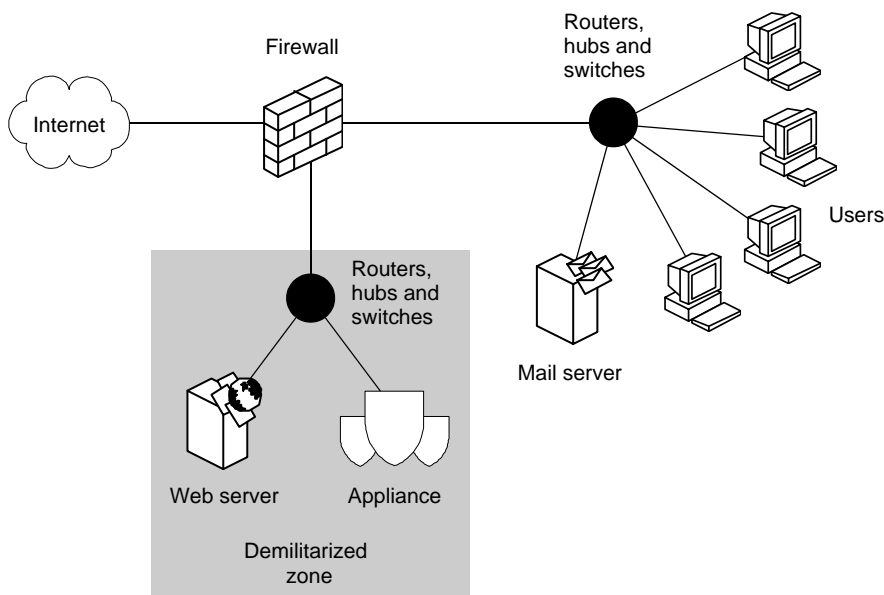 Firewall
Routers,
hubs and
switches
Internet
Users
Routers,
hubs and
switches
Mail server
Web server
Appliance
Demilitarized
zone